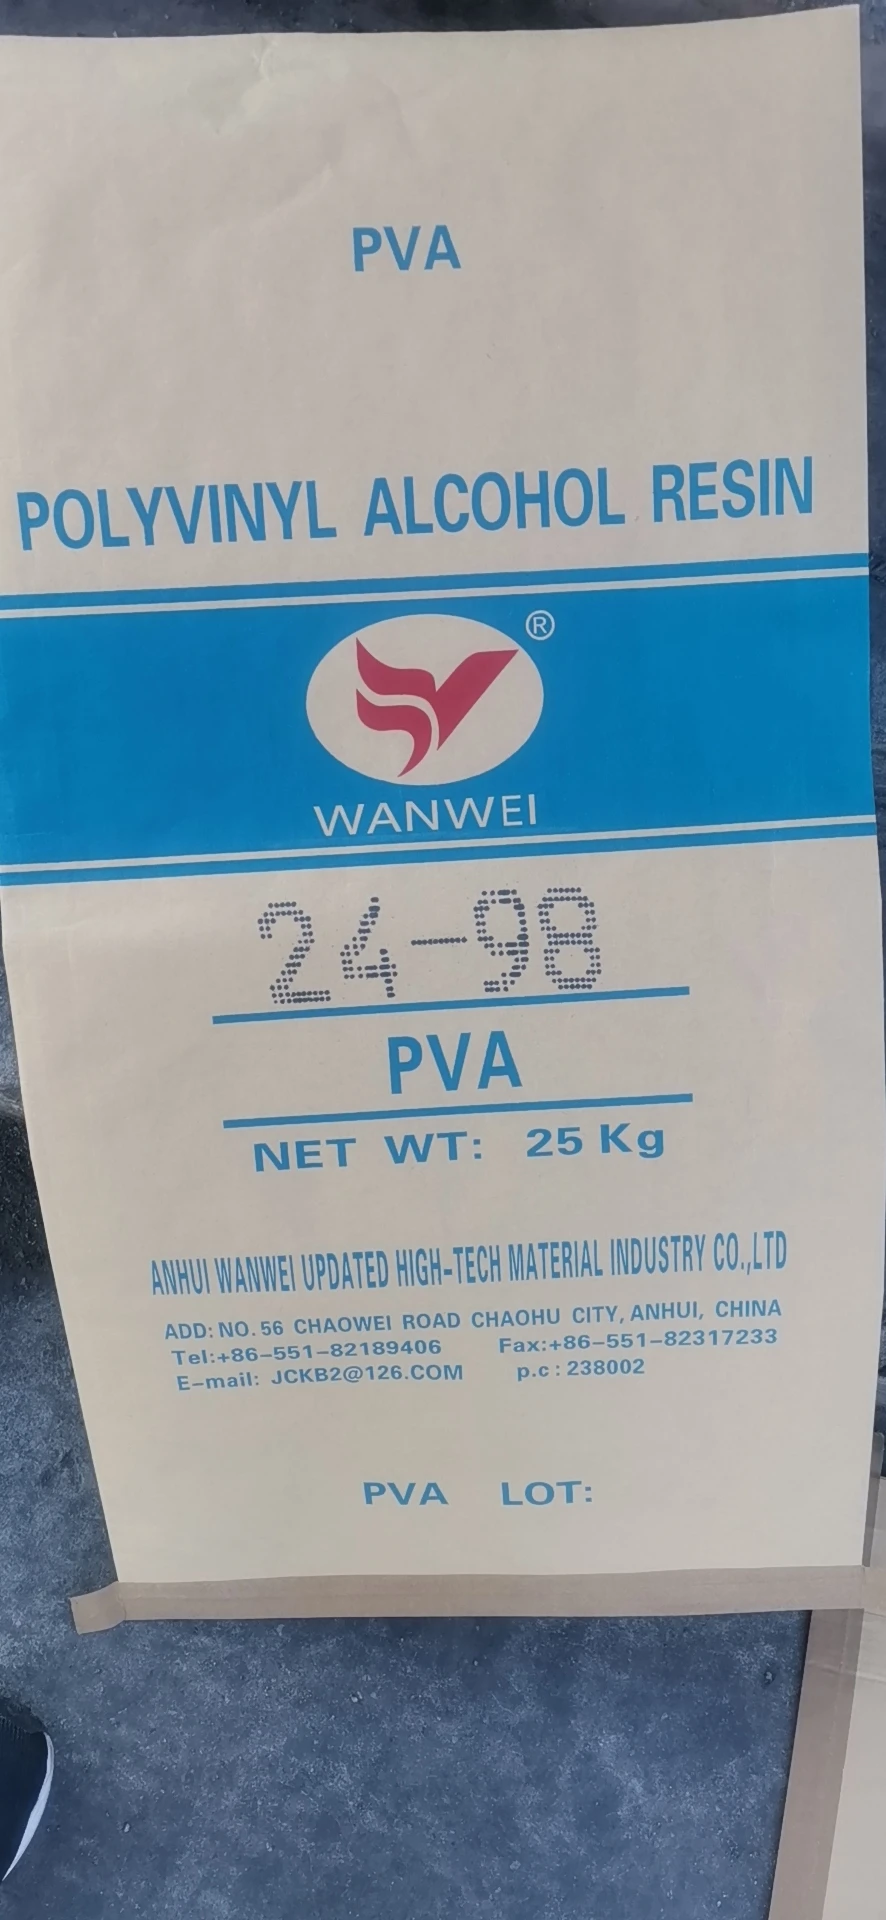 PVA
POLYVINYL ALCOHOL RESIN
®
WANWEI
24-98
PVA
NET WT: 25 Kg
ANHUI WANWEI UPDATED HIGH-TECH MATERIAL INDUSTRY CO.,LTD
ADD: NO. 56 CHAOWEI ROAD CHAOHU CITY, ANHUI, CHINA
Tel:+86-551-82189406 Fax:+86-551-82317233
E-mail: JCKB2@126.COM p.c : 238002
PVA LOT: